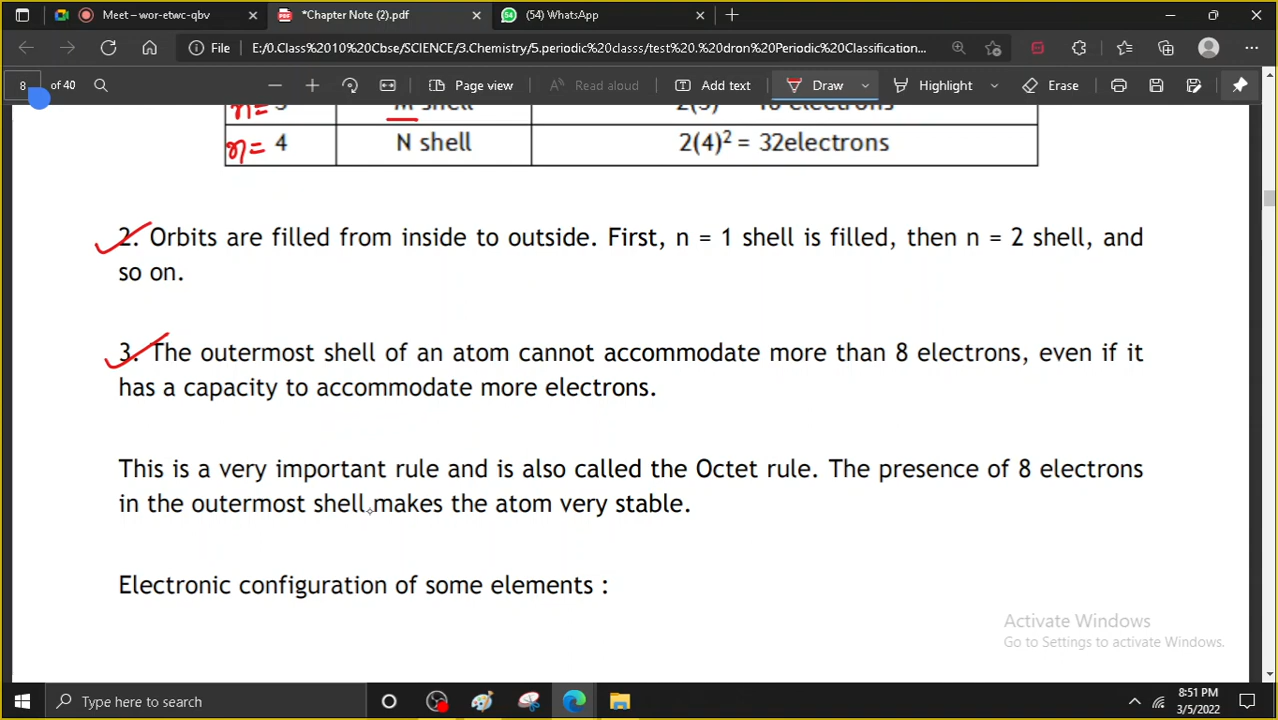 Meet – wor-etwc-qbv
*Chapter Note (2).pdf
(54) WhatsApp
File E:/0.Class%2010%20Cbse/SCIENCE/3.Chemistry/5.periodic%20classs/test%20.%20dron%20Periodic%20Classification...
8 of 40 Page view Read aloud Add text Draw Highlight Erase
n= 3 M shell 2(3) 18 electrons
n= 4 N shell 2(4)2 = 32electrons
2. Orbits are filled from inside to outside. First, n = 1 shell is filled, then n = 2 shell, and
so on.
3. The outermost shell of an atom cannot accommodate more than 8 electrons, even if it
has a capacity to accommodate more electrons.
This is a very important rule and is also called the Octet rule. The presence of 8 electrons
in the outermost shell makes the atom very stable.
Electronic configuration of some elements :
Activate Windows
Go to Settings to activate Windows.
Type here to search
8:51 PM
3/5/2022